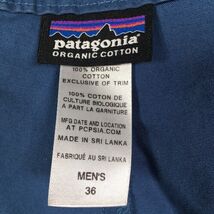 patagonia
ORGANIC COTTON
100% ORGANIC
COTTON
EXCLUSIVE OF TRIM
100% COTON DE
CULTURE BIOLOGIQUE
A PART LA GARNITURE
MFG DATE AND LOCATION
AT PCPSIA.COM
MADE IN SRI LANKA
FABRIQUÉ AU SRI LANKA
MEN'S
36